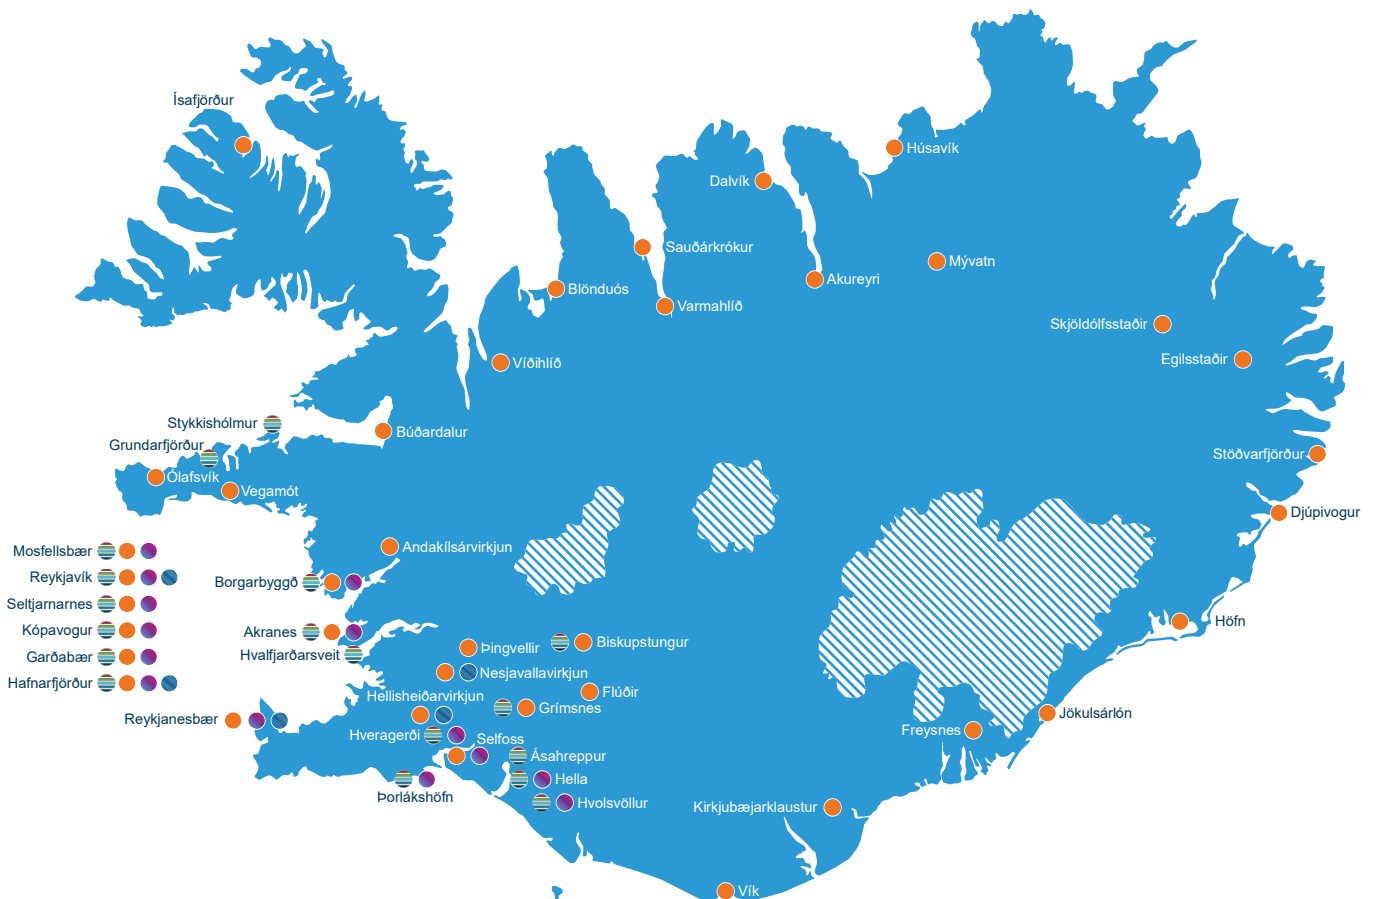 Ísafjörður
Húsavík
Dalvík
Sauðárkrókur
Mývatn
Akureyri
Blönduós
Varmahlíð
Skjöldólfsstaðir
Egilsstaðir
Víðihlíð
Stykkishólmur
Búðardalur
Grundarfjörður
Stöðvarfjörður
Ólafsvík
Vegamót
Djúpivogur
Andakílsárvirkjun
Mosfellsbær
Reykjavík
Borgarbyggð
Seltjarnarnes
Höfn
Kópavogur
Akranes
Biskupstungur
Þingvellir
Hvalfjarðarsveit
Garðabær
Nesjavallavirkjun
Hafnarfjörður
Flúðir
Hellisheiðarvirkjun
Grímsnes
Jökulsárlón
Reykjanesbær
Freysnes
Hveragerði
Selfoss
Ásahreppur
Hella
Þorlákshöfn
Hvolsvöllur
Kirkjubæjarklaustur
Vík